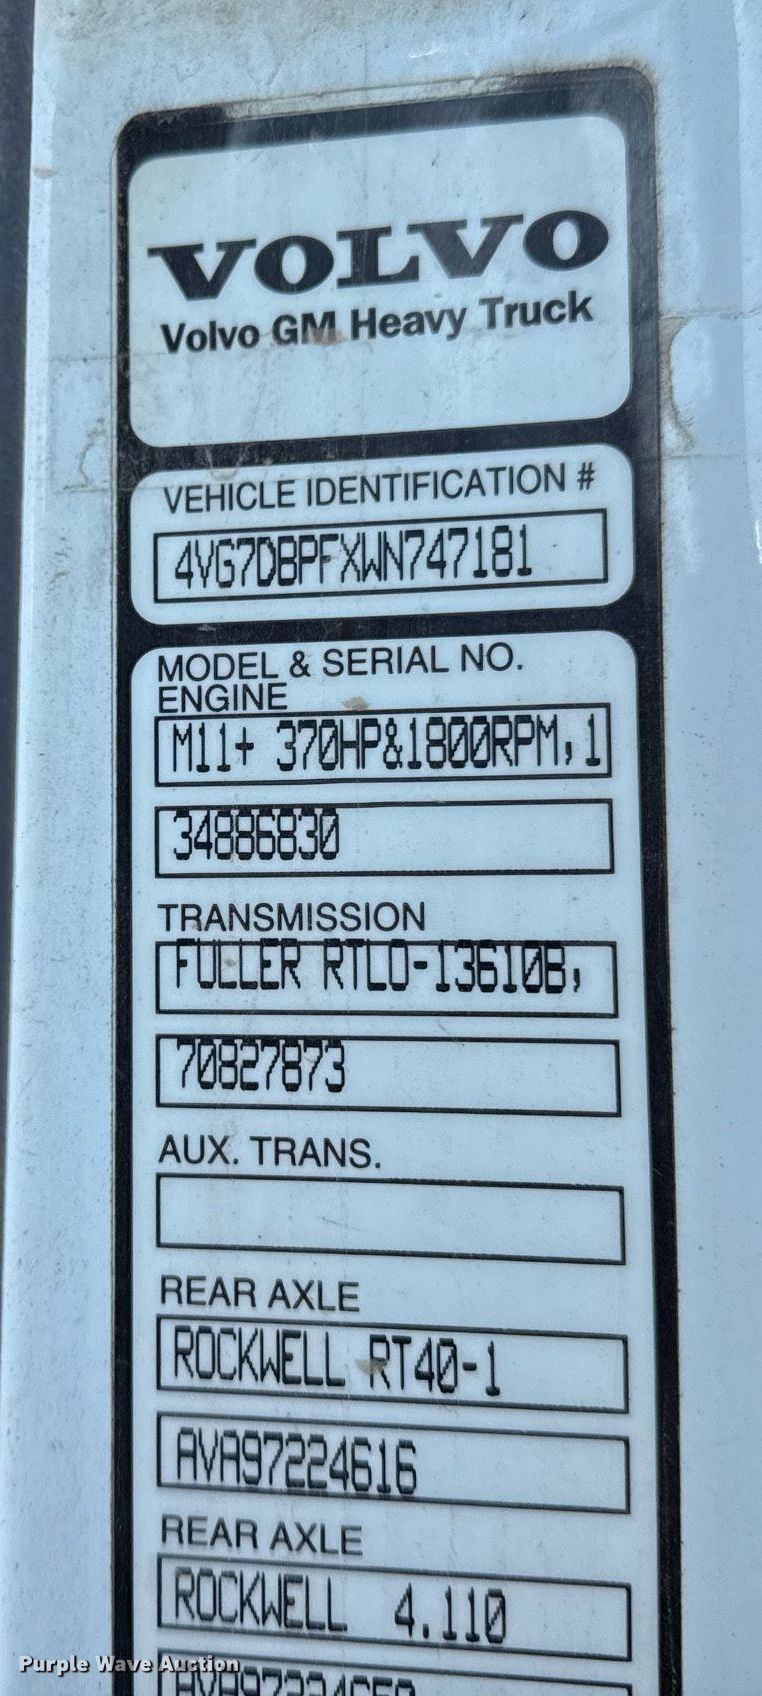 VOLVO
Volvo GM Heavy Truck
VEHICLE IDENTIFICATION #
4VG7DBPFXWN747181
MODEL & SERIAL NO.
ENGINE
M11+ 370HP&1800RPM,1
34886830
TRANSMISSION
FULLER RTLO-13610B,
70827873
AUX. TRANS.
REAR AXLE
ROCKWELL RT40-1
AVA97224616
REAR AXLE
ROCKWELL 4.110
Purple Wave Auction